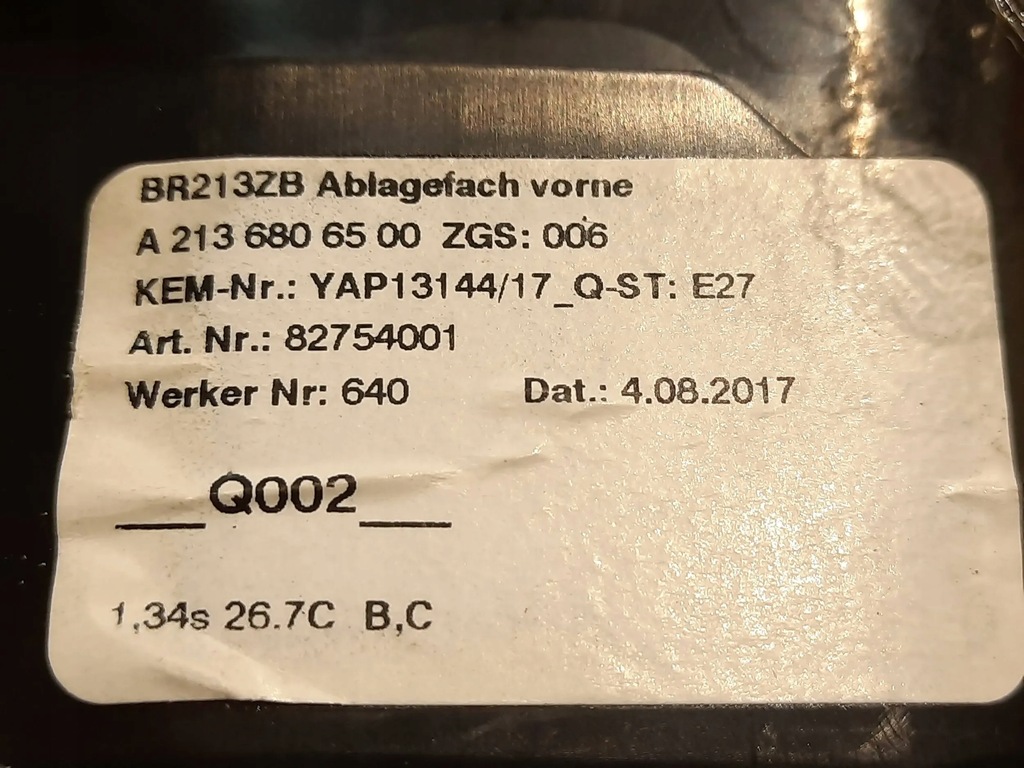 BR213ZB Ablagefach vorne
A 213 680 65 00 ZGS: 006
KEM-Nr.: YAP13144/17_Q-ST: E27
Art. Nr.: 82754001
Werker Nr: 640 Dat.: 4.08.2017
___Q002___
1,34s 26.7C B,C